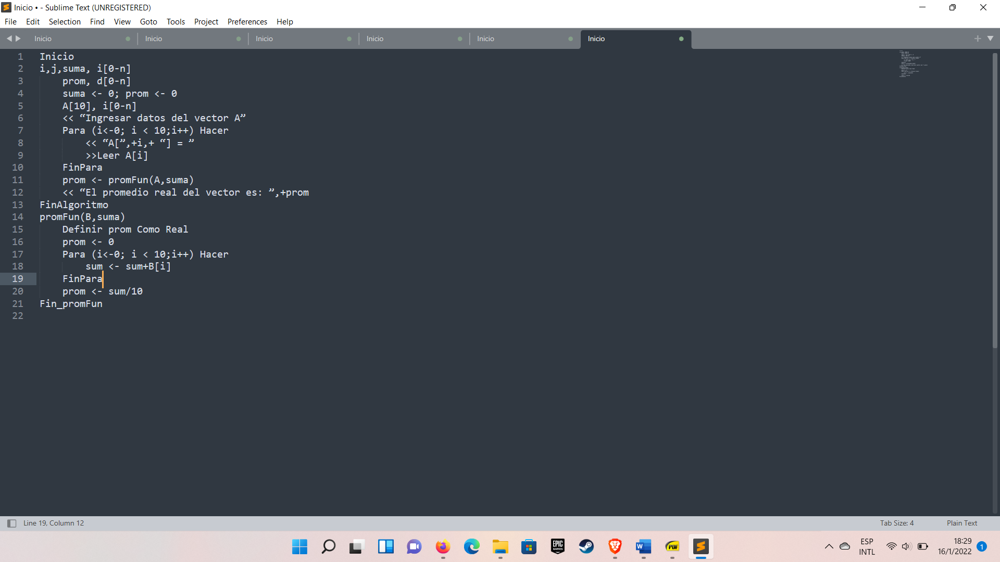 Inicio • - Sublime Text (UNREGISTERED)
File Edit Selection Find View Goto Tools Project Preferences Help
Inicio Inicio Inicio Inicio Inicio Inicio
1 Inicio
2 i,j,suma, i[0-n]
3 prom, d[0-n]
4 suma <- 0; prom <- 0
5 A[10], i[0-n]
6 << “Ingresar datos del vector A”
7 Para (i<-0; i < 10;i++) Hacer
8 << “A[”,+i,+ “] = ”
9 >>Leer A[i]
10 FinPara
11 prom <- promFun(A,suma)
12 << “El promedio real del vector es: ”,+prom
13 FinAlgoritmo
14 promFun(B,suma)
15 Definir prom Como Real
16 prom <- 0
17 Para (i<-0; i < 10;i++) Hacer
18 sum <- sum+B[i]
19 FinPara
20 prom <- sum/10
21 Fin_promFun
22
Line 19, Column 12 Tab Size: 4 Plain Text
EPIC GAMES W PDF
ESP 18:29
INTL 16/1/2022 1